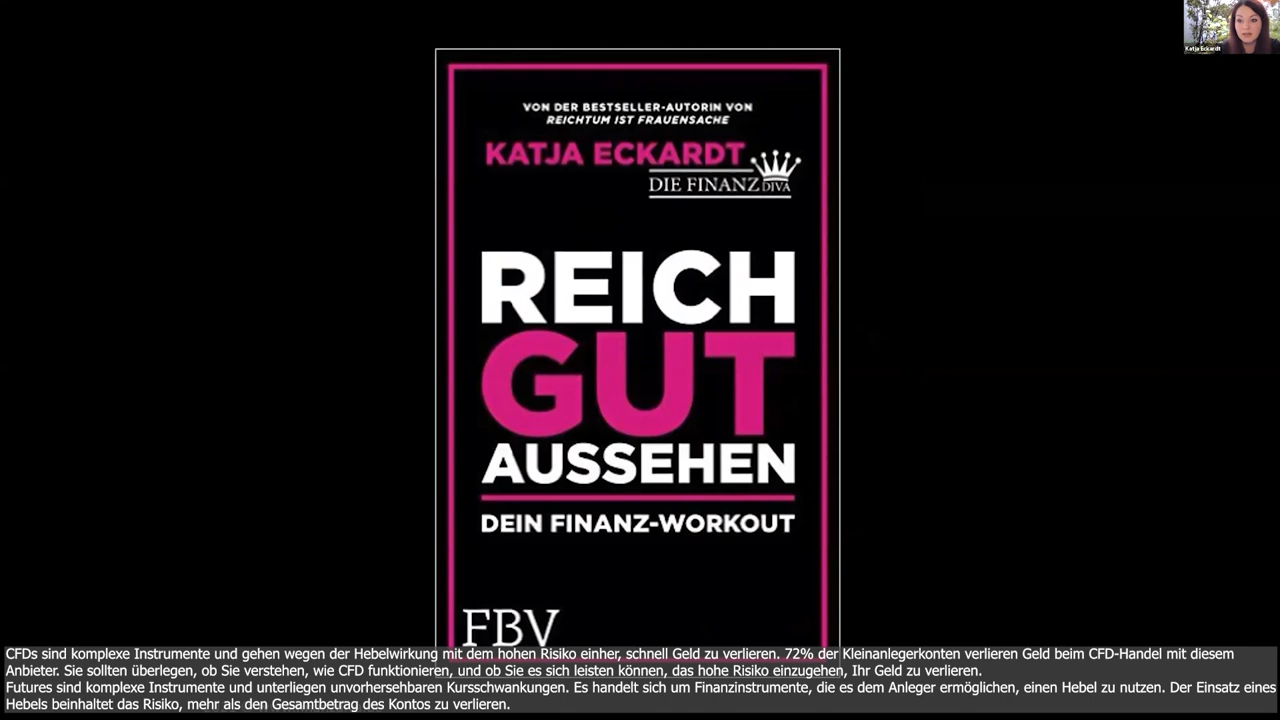 Katja Eckardt
VON DER BESTSELLER-AUTORIN VON
REICHTUM IST FRAUENSACHE
KATJA ECKARDT
DIE FINANZDIVA
REICH
GUT
AUSSEHEN
DEIN FINANZ-WORKOUT
FBV
CFDs sind komplexe Instrumente und gehen wegen der Hebelwirkung mit dem hohen Risiko einher, schnell Geld zu verlieren. 72% der Kleinanlegerkonten verlieren Geld beim CFD-Handel mit diesem
Anbieter. Sie sollten überlegen, ob Sie verstehen, wie CFD funktionieren, und ob Sie es sich leisten können, das hohe Risiko einzugehen, Ihr Geld zu verlieren.
Futures sind komplexe Instrumente und unterliegen unvorhersehbaren Kursschwankungen. Es handelt sich um Finanzinstrumente, die es dem Anleger ermöglichen, einen Hebel zu nutzen. Der Einsatz eines
Hebels beinhaltet das Risiko, mehr als den Gesamtbetrag des Kontos zu verlieren.